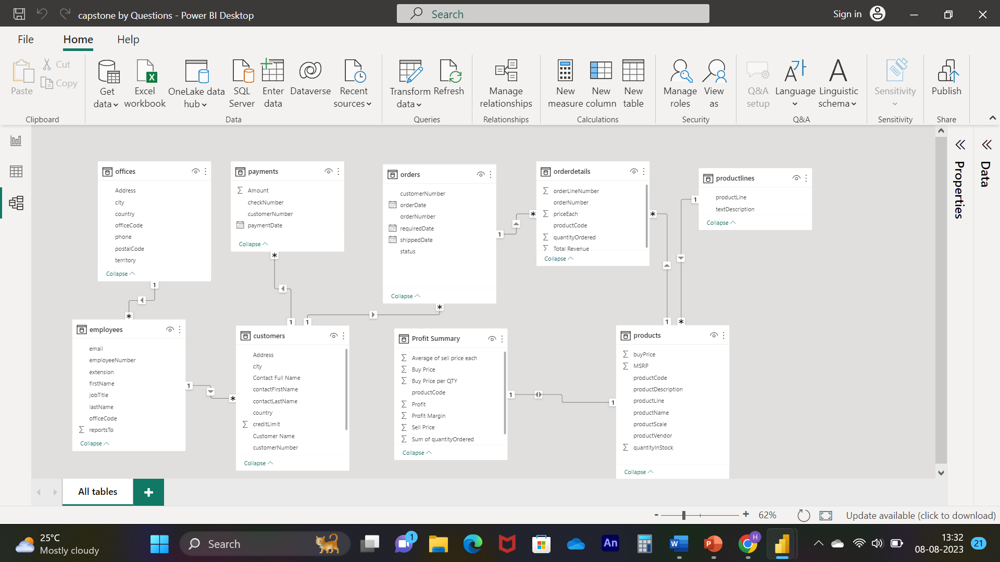 capstone by Questions - Power BI Desktop
Search
Sign in
File
Home
Help
Paste
Cut
Copy
Clipboard
Get data
Excel workbook
OneLake data hub
SQL Server
Enter data
Dataverse
Recent sources
Data
Transform data
Refresh
Queries
Manage relationships
Relationships
New measure
New column
New table
Calculations
Manage roles
View as
Security
Q&A setup
Language
Linguistic schema
Q&A
Sensitivity
Sensitivity
Publish
Share
offices
Address
city
country
officeCode
phone
postalCode
territory
Collapse
1
*
payments
Amount
checkNumber
customerNumber
paymentDate
Collapse
*
1
orders
customerNumber
orderDate
orderNumber
requiredDate
shippedDate
status
Collapse
*
1
1
*
orderdetails
orderLineNumber
orderNumber
priceEach
productCode
quantityOrdered
Total Revenue
Collapse
*
1
productlines
productLine
textDescription
Collapse
1
*
employees
email
employeeNumber
extension
firstName
jobTitle
lastName
officeCode
reportsTo
Collapse
1
*
customers
Address
city
Contact Full Name
contactFirstName
contactLastName
country
creditLimit
Customer Name
customerNumber
Collapse
Profit Summary
Average of sell price each
Buy Price
Buy Price per QTY
productCode
Profit
Profit Margin
Sell Price
Sum of quantityOrdered
Collapse
1
1
products
buyPrice
MSRP
productCode
productDescription
productLine
productName
productScale
productVendor
quantityInStock
Collapse
Properties
Data
All tables
+
- + 62%
Update available (click to download)
25°C
Mostly cloudy
Search
1
An
W
P
H
13:32
08-08-2023
21